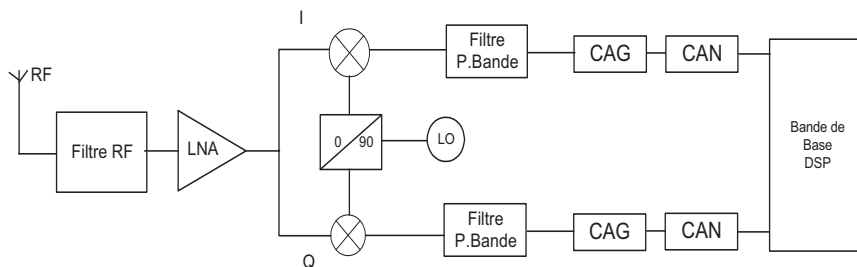 I
RF
Filtre RF
LNA
0
90
LO
Filtre
P.Bande
CAG
CAN
Bande de
Base
DSP
Q
Filtre
P.Bande
CAG
CAN